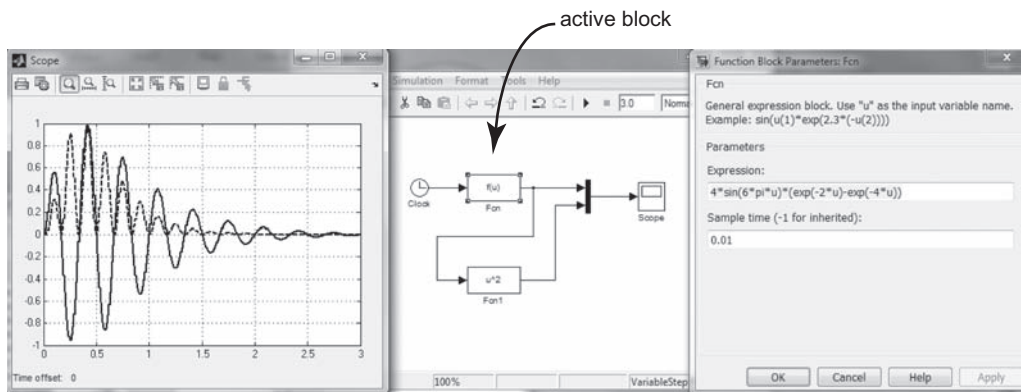 active block
Scope
1
0.8
0.6
0.4
0.2
0
-0.2
-0.4
-0.6
-0.8
-1
0 0.5 1 1.5 2 2.5 3
Time offset: 0
Simulation Format Tools Help
3.0 Norma
Clock
f(u)
Fcn
u^2
Fcn1
Scope
100% VariableStep
Function Block Parameters: Fcn
Fcn
General expression block. Use "u" as the input variable name.
Example: sin(u(1)*exp(2.3*(-u(2))))
Parameters
Expression:
4*sin(6*pi*u)*(exp(-2*u)-exp(-4*u))
Sample time (-1 for inherited):
0.01
OK Cancel Help Apply